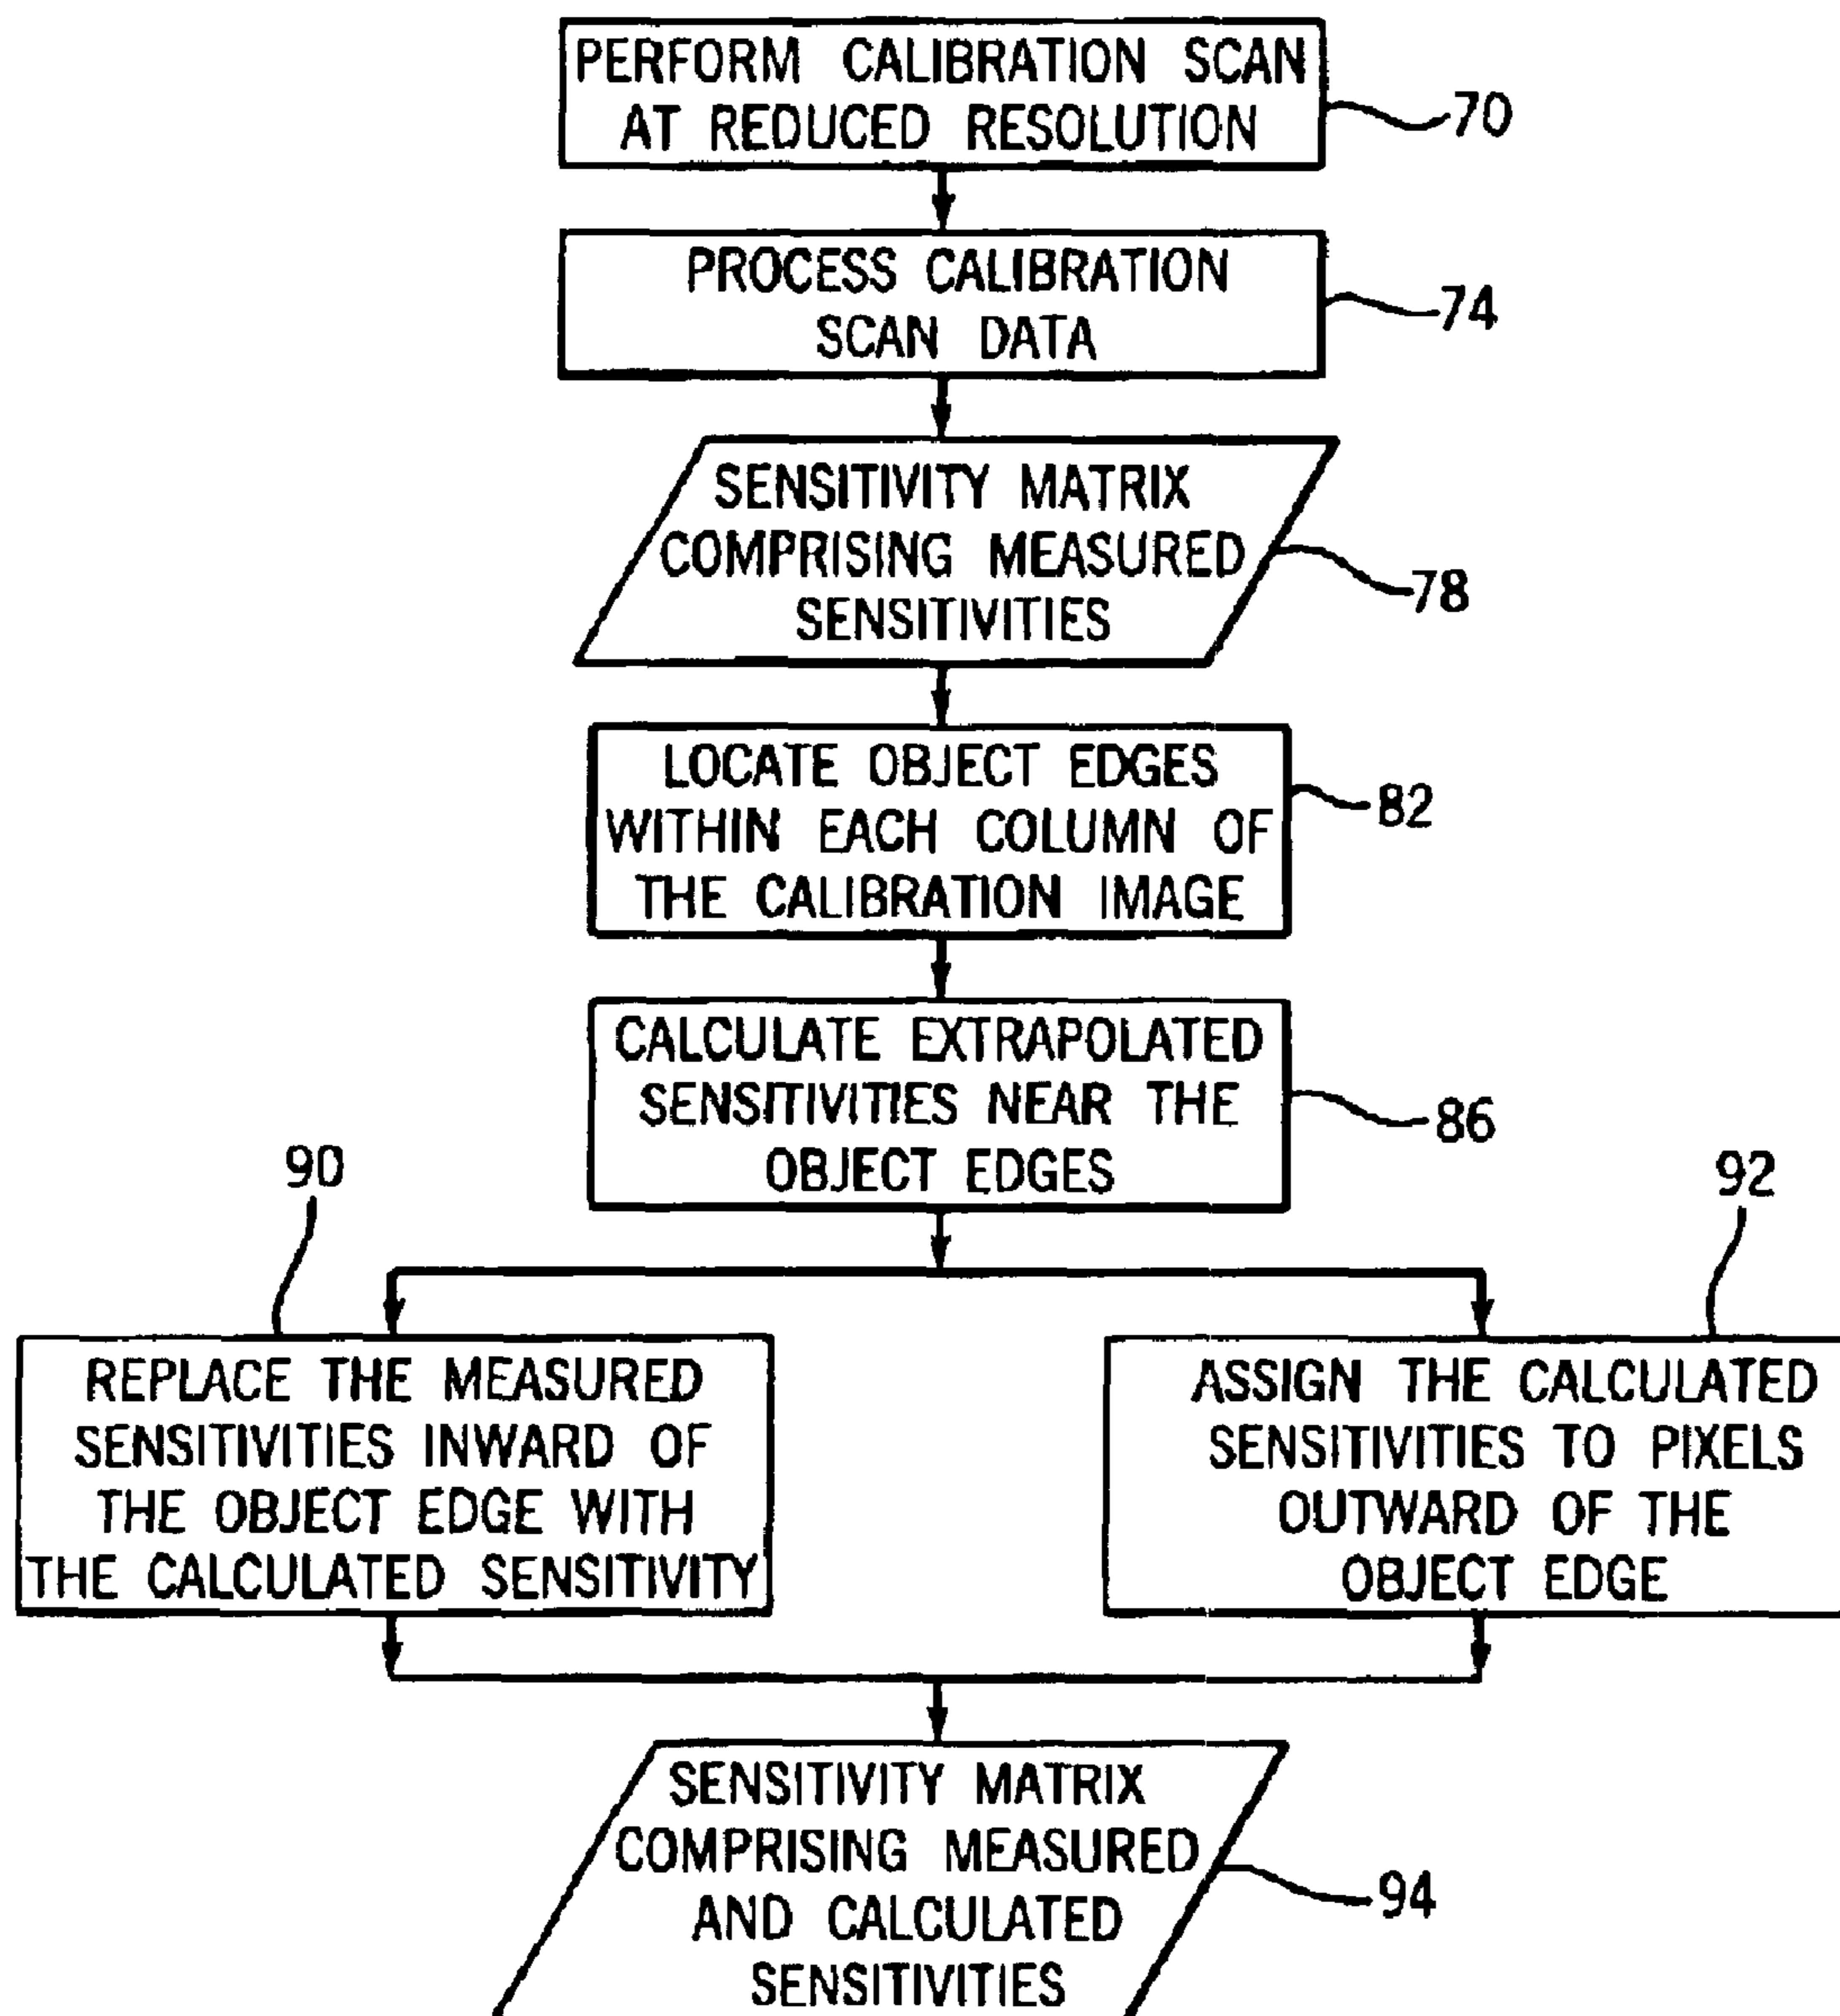 PERFORM CALIBRATION SCAN
AT REDUCED RESOLUTION
70
PROCESS CALIBRATION
SCAN DATA
74
SENSITIVITY MATRIX
COMPRISING MEASURED
SENSITIVITIES
78
LOCATE OBJECT EDGES
WITHIN EACH COLUMN OF
THE CALIBRATION IMAGE
82
CALCULATE EXTRAPOLATED
SENSITIVITIES NEAR THE
OBJECT EDGES
86
90
REPLACE THE MEASURED
SENSITIVITIES INWARD OF
THE OBJECT EDGE WITH
THE CALCULATED SENSITIVITY
92
ASSIGN THE CALCULATED
SENSITIVITIES TO PIXELS
OUTWARD OF THE
OBJECT EDGE
SENSITIVITY MATRIX
COMPRISING MEASURED
AND CALCULATED
SENSITIVITIES
94